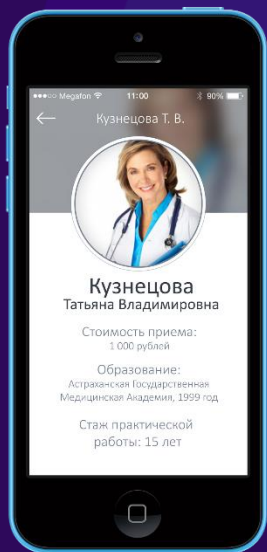 Megafon 11:00 90%
Кузнецова Т. В.
Кузнецова
Татьяна Владимировна
Стоимость приема:
1 000 рублей
Образование:
Астраханская Государственная
Медицинская Академия, 1999 год
Стаж практической
работы: 15 лет